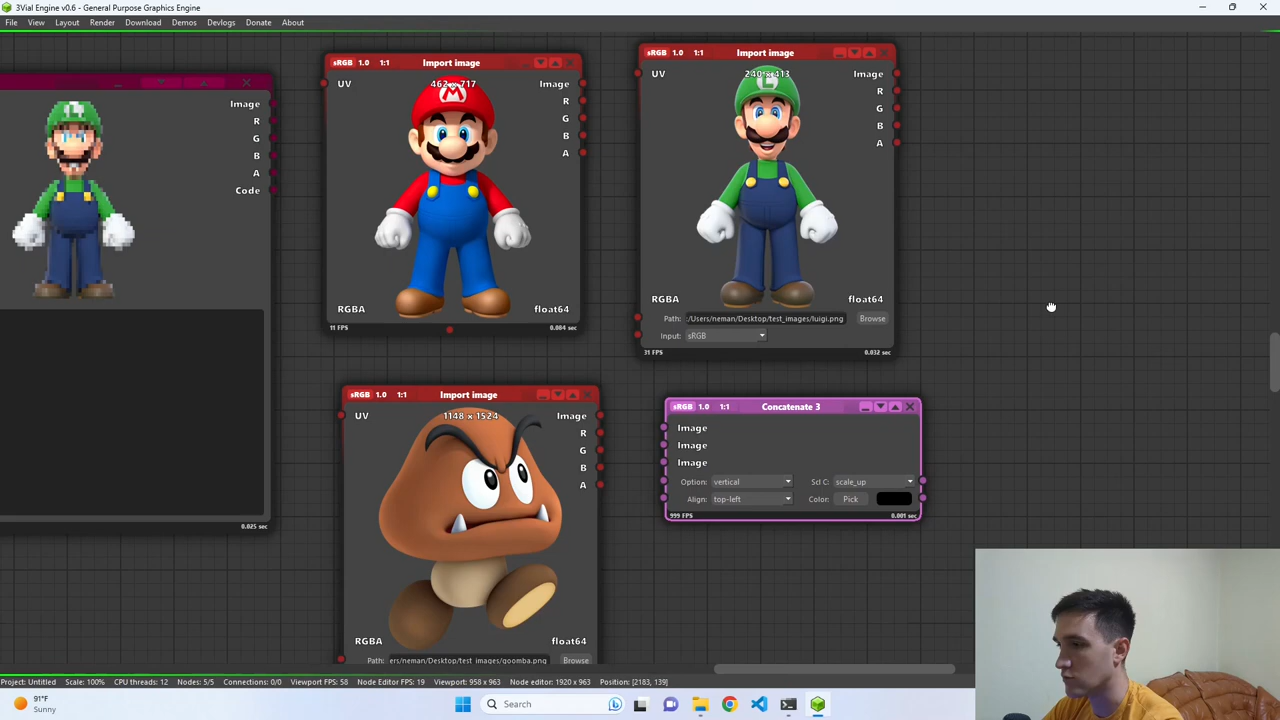 3Vial Engine v0.6 - General Purpose Graphics Engine
File View Layout Render Download Demos Devlogs Donate About
Image
R
G
B
A
Code
0.025 sec
sRGB 1.0 1:1 Import image
UV 462 x 717 Image
R
G
B
A
RGBA float64
11 FPS 0.084 sec
sRGB 1.0 1:1 Import image
UV 240 x 413 Image
R
G
B
A
RGBA float64
Path: :/Users/neman/Desktop/test_images/luigi.png Browse
Input: sRGB
31 FPS 0.032 sec
sRGB 1.0 1:1 Import image
UV 1148 x 1524 Image
R
G
B
A
RGBA float64
Path: ers/neman/Desktop/test_images/goomba.png Browse
sRGB 1.0 1:1 Concatenate 3
Image
Image
Image
Option: vertical Scl C: scale_up
Align: top-left Color: Pick
999 FPS 0.001 sec
Project: Untitled Scale: 100% CPU threads: 12 Nodes: 5/5 Connections: 0/0 Viewport FPS: 58 Node Editor FPS: 19 Viewport: 958 x 963 Node editor: 1920 x 963 Position: [2183, 139]
91°F
Sunny
Search